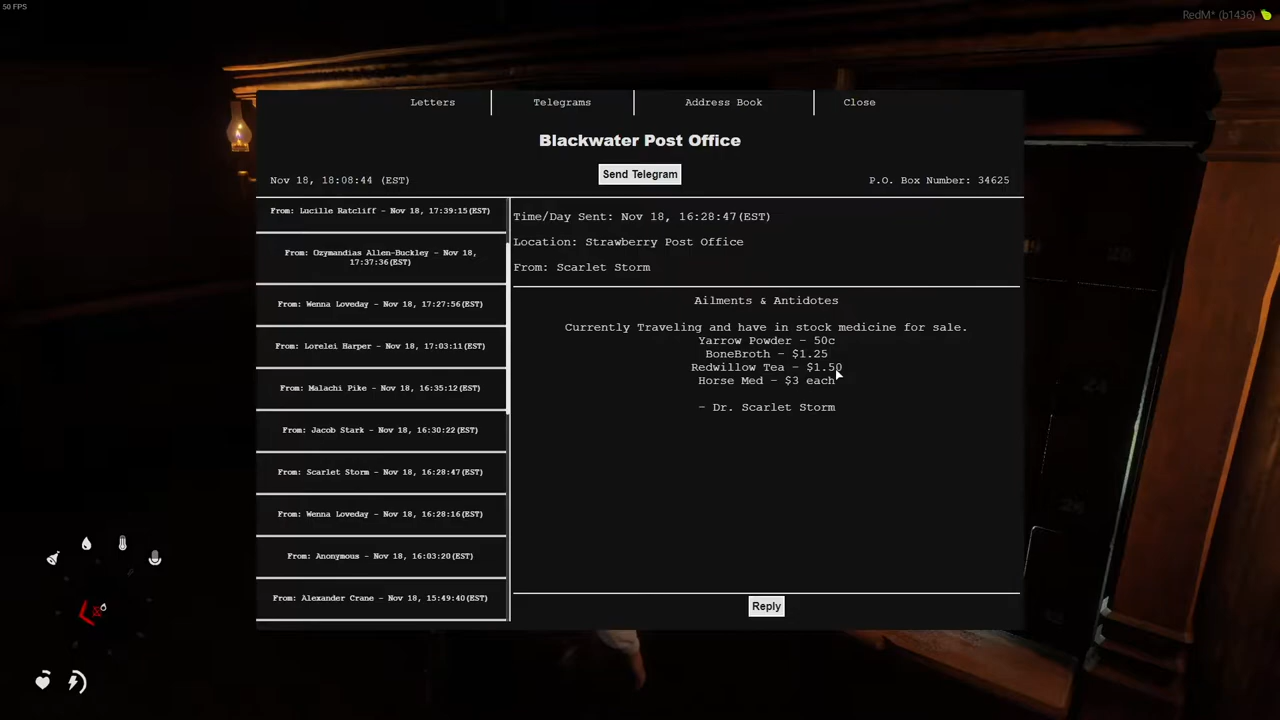 50 FPS
RedM* (b1436)
Letters
Telegrams
Address Book
Close
Blackwater Post Office
Send Telegram
Nov 18, 18:08:44 (EST)
P.O. Box Number: 34625
From: Lucille Ratcliff - Nov 18, 17:39:15(EST)
From: Ozymandias Allen-Buckley - Nov 18,
17:37:36(EST)
From: Wenna Loveday - Nov 18, 17:27:56(EST)
From: Lorelei Harper - Nov 18, 17:03:11(EST)
From: Malachi Pike - Nov 18, 16:35:12(EST)
From: Jacob Stark - Nov 18, 16:30:22(EST)
From: Scarlet Storm - Nov 18, 16:28:47(EST)
From: Wenna Loveday - Nov 18, 16:28:16(EST)
From: Anonymous - Nov 18, 16:03:20(EST)
From: Alexander Crane - Nov 18, 15:49:40(EST)
Time/Day Sent: Nov 18, 16:28:47(EST)
Location: Strawberry Post Office
From: Scarlet Storm
Ailments & Antidotes
Currently Traveling and have in stock medicine for sale.
Yarrow Powder - 50c
BoneBroth - $1.25
Redwillow Tea - $1.50
Horse Med - $3 each
- Dr. Scarlet Storm
Reply